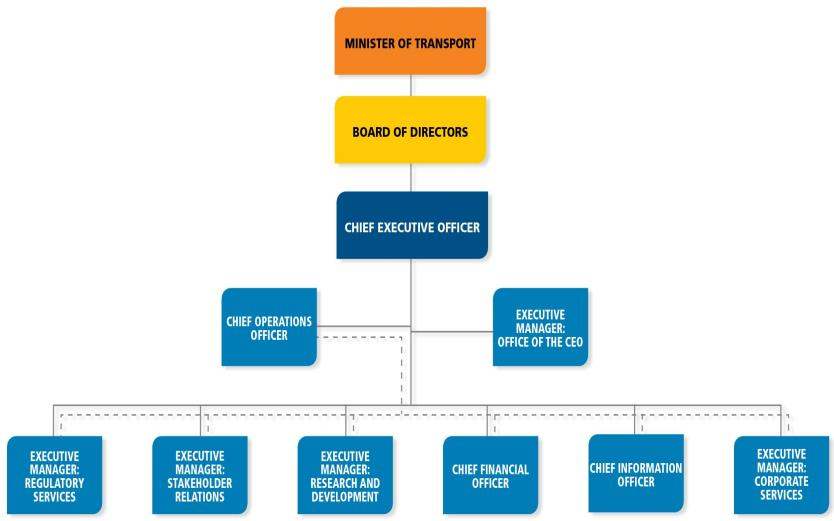 MINISTER OF TRANSPORT
BOARD OF DIRECTORS
CHIEF EXECUTIVE OFFICER
CHIEF OPERATIONS
OFFICER
EXECUTIVE
MANAGER:
OFFICE OF THE CEO
EXECUTIVE
MANAGER:
REGULATORY
SERVICES
EXECUTIVE
MANAGER:
STAKEHOLDER
RELATIONS
EXECUTIVE
MANAGER:
RESEARCH AND
DEVELOPMENT
CHIEF FINANCIAL
OFFICER
CHIEF INFORMATION
OFFICER
EXECUTIVE
MANAGER:
CORPORATE
SERVICES